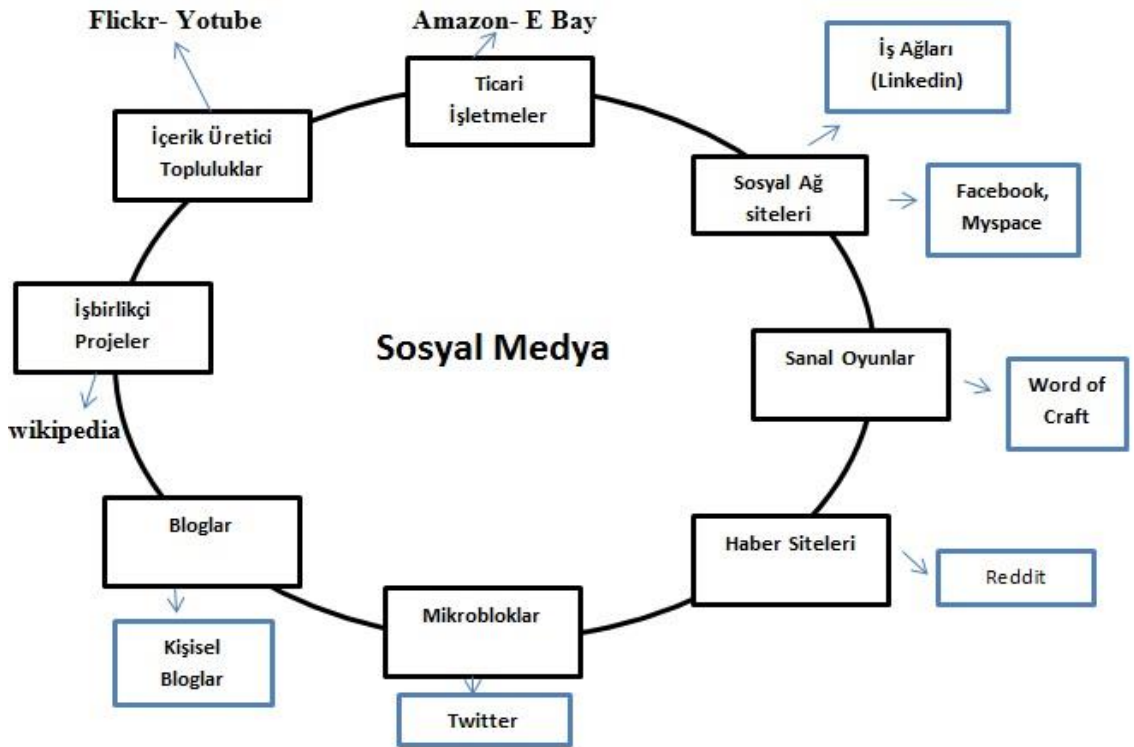 Flickr- Yotube
Amazon- E Bay
İş Ağları
(Linkedin)
Ticari
İşletmeler
İçerik Üretici
Topluluklar
Sosyal Ağ
siteleri
Facebook,
Myspace
İşbirlikçi
Projeler
Sosyal Medya
Sanal Oyunlar
Word of
Craft
wikipedia
Bloglar
Haber Siteleri
Reddit
Mikrobloklar
Kişisel
Bloglar
Twitter